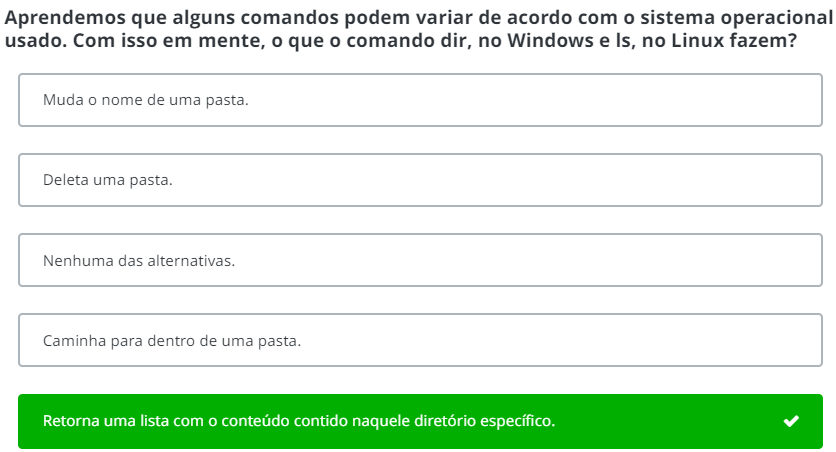 Aprendemos que alguns comandos podem variar de acordo com o sistema operacional
usado. Com isso em mente, o que o comando dir, no Windows e ls, no Linux fazem?
Muda o nome de uma pasta.
Deleta uma pasta.
Nenhuma das alternativas.
Caminha para dentro de uma pasta.
Retorna uma lista com o conteúdo contido naquele diretório específico.